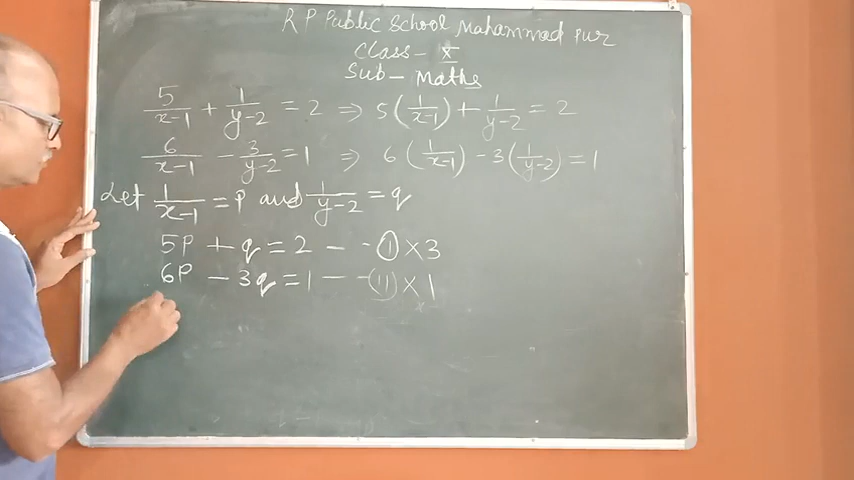 R P Public School Mahammad Pur
Class - X
Sub - Maths
5/(x-1) + 1/(y-2) = 2 ⇒ 5(1/(x-1)) + 1/(y-2) = 2
6/(x-1) - 3/(y-2) = 1 ⇒ 6(1/(x-1)) - 3(1/(y-2)) = 1
Let 1/(x-1) = P and 1/(y-2) = q
5P + q = 2 - - (I) × 3
6P - 3q = 1 - - (II) × 1